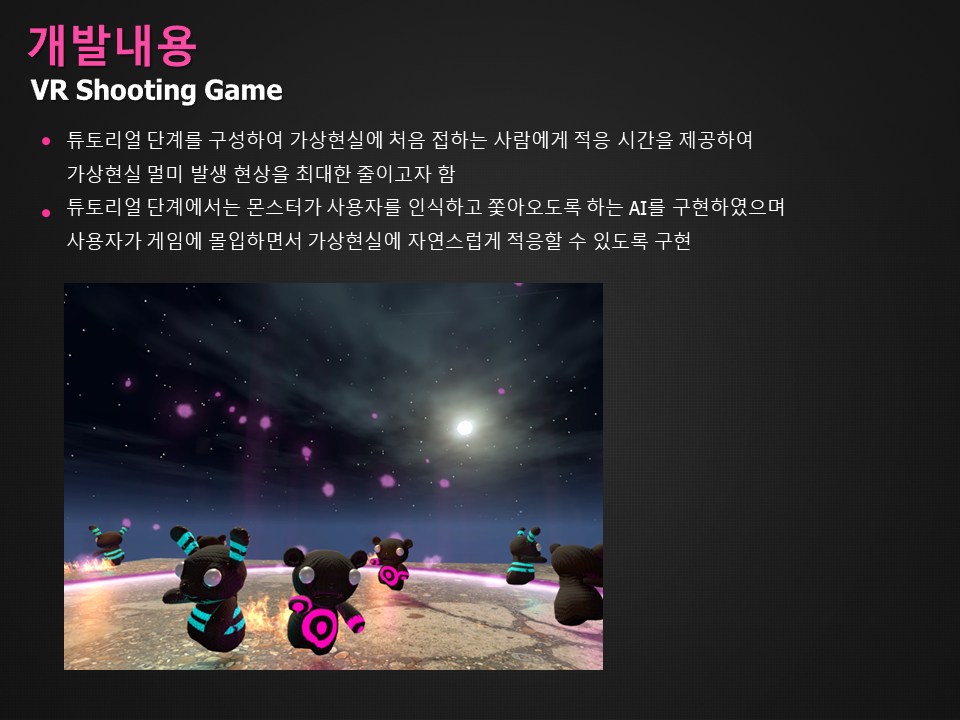 개발내용
VR Shooting Game
튜토리얼 단계를 구성하여 가상현실에 처음 접하는 사람에게 적응 시간을 제공하여
가상현실 멀미 발생 현상을 최대한 줄이고자 함
튜토리얼 단계에서는 몬스터가 사용자를 인식하고 쫓아오도록 하는 AI를 구현하였으며
사용자가 게임에 몰입하면서 가상현실에 자연스럽게 적응할 수 있도록 구현